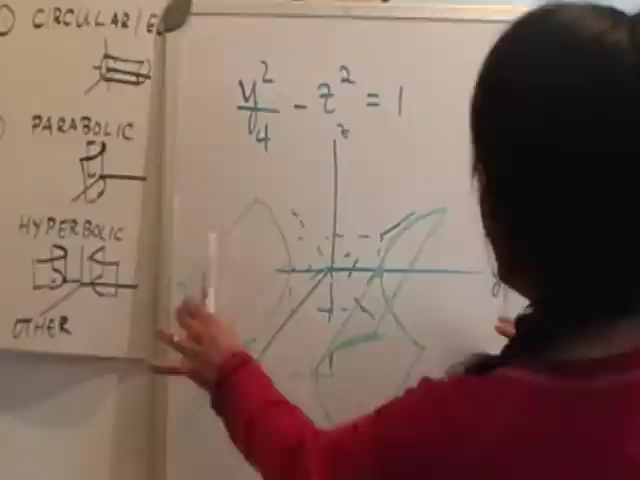 CIRCULAR/
PARABOLIC
HYPERBOLIC
OTHER
y²/4 - z² = 1
z
y